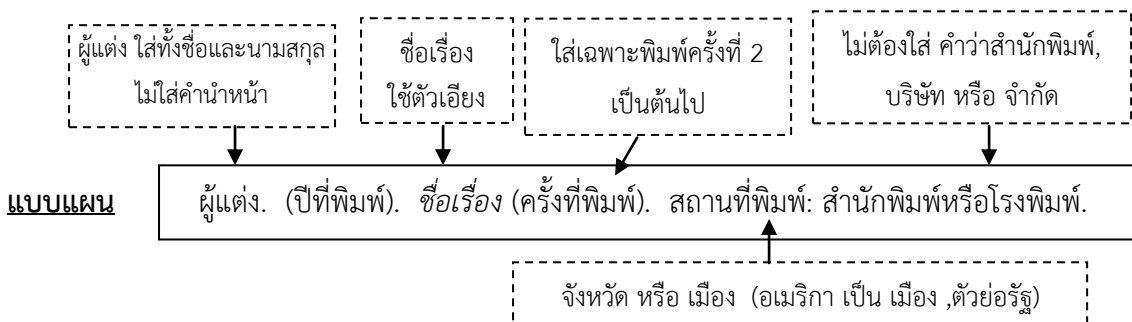 ผู้แต่ง ใส่ทั้งชื่อและนามสกุล
ไม่ใส่คำนำหน้า
ชื่อเรื่อง
ใช้ตัวเอียง
ใส่เฉพาะพิมพ์ครั้งที่ 2
เป็นต้นไป
ไม่ต้องใส่ คำว่าสำนักพิมพ์,
บริษัท หรือ จำกัด
แบบแผน
ผู้แต่ง. (ปีที่พิมพ์). ชื่อเรื่อง (ครั้งที่พิมพ์). สถานที่พิมพ์: สำนักพิมพ์หรือโรงพิมพ์.
จังหวัด หรือ เมือง (อเมริกา เป็น เมือง ,ตัวย่อรัฐ)